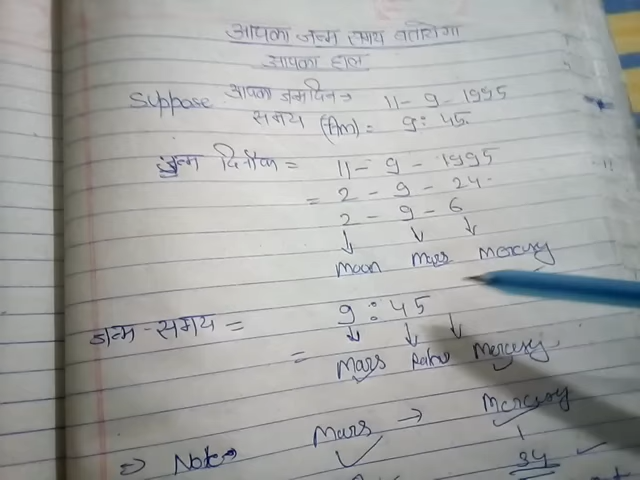 आपका जन्म समय बतायेगा
आपका हाल
Suppose आपका जन्मदिन → 11-9-1995
समय (Am) = 9:45
जन्म दिनाँक = 11-9-1995
= 2-9-24
2-9-6
↓ ↓ ↓
Moon Mars Mercury
जन्म-समय = 9:45
↓ ↓ ↓
= Mars Rahu Mercury
⇒ Note → Mars → Mercury
34